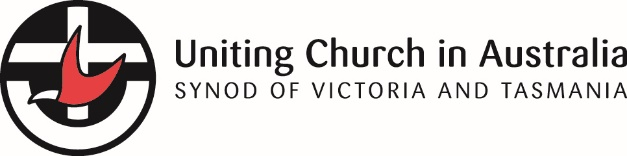 Uniting Church in Australia
SYNOD OF VICTORIA AND TASMANIA